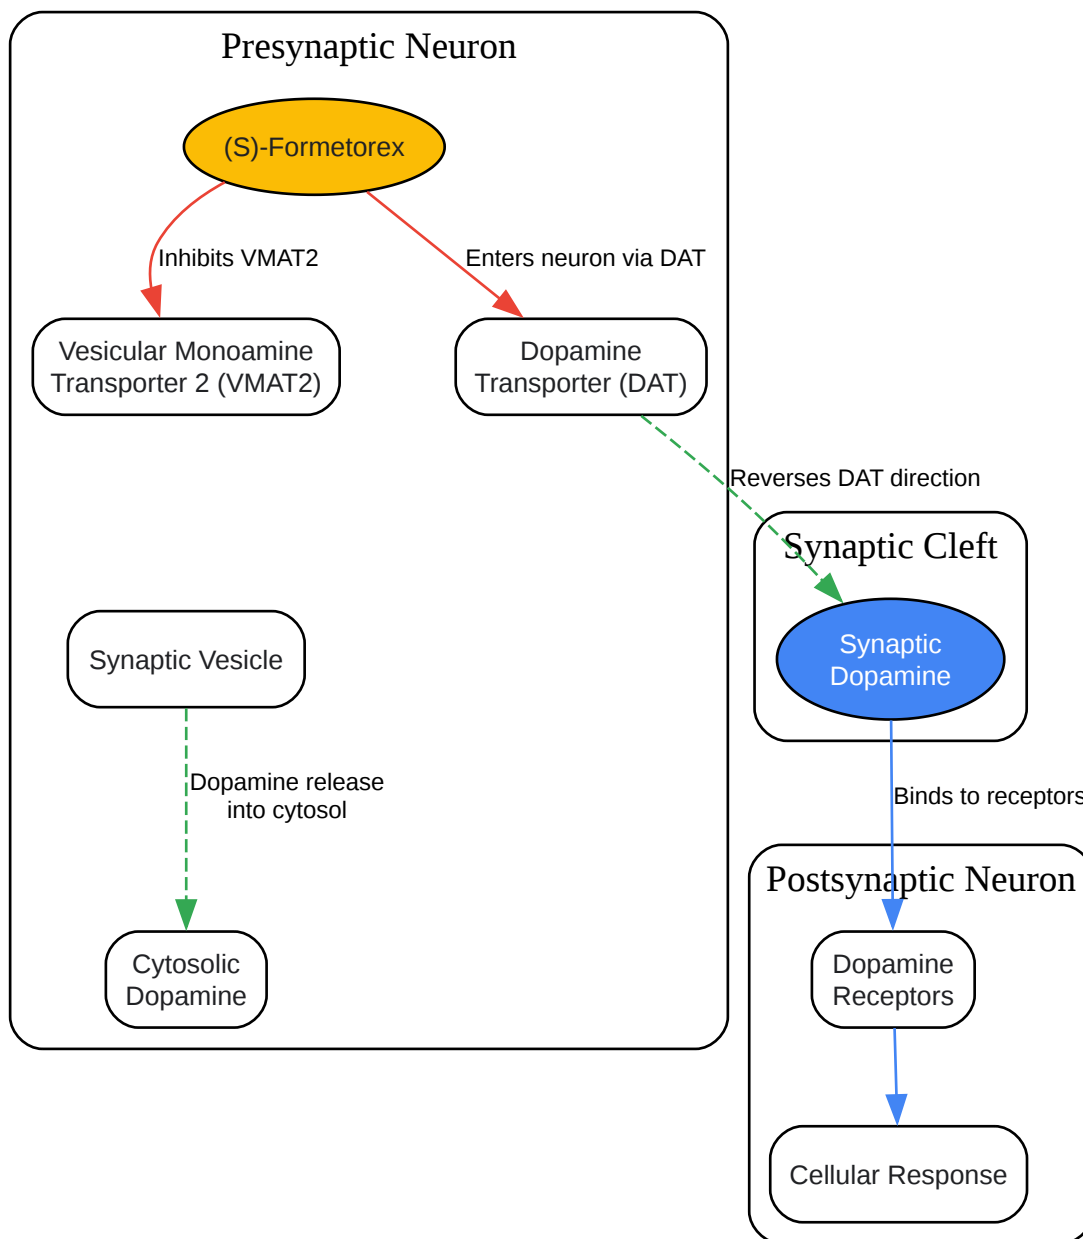 Presynaptic Neuron
(S)-Formetorex
Inhibits VMAT2
Enters neuron via DAT
Vesicular Monoamine
Transporter 2 (VMAT2)
Dopamine
Transporter (DAT)
Reverses DAT direction
Synaptic Cleft
Synaptic Vesicle
Synaptic
Dopamine
Dopamine release
into cytosol
Binds to receptors
Postsynaptic Neuron
Cytosolic
Dopamine
Dopamine
Receptors
Cellular Response